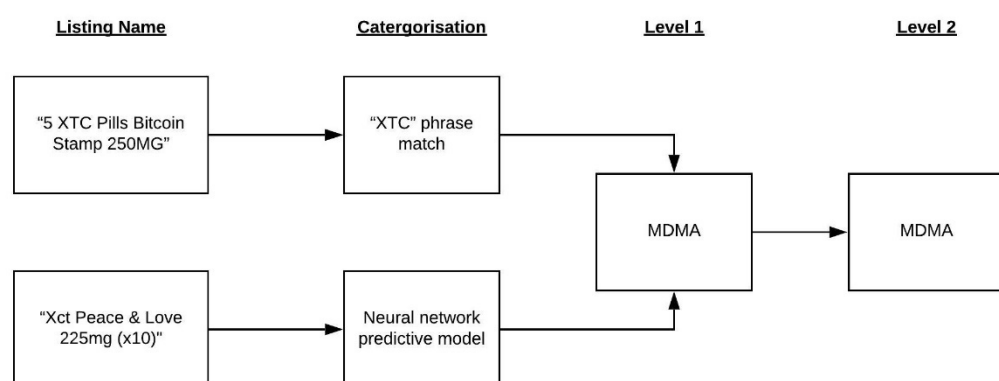 Listing Name
Catergorisation
Level 1
Level 2
“5 XTC Pills Bitcoin
Stamp 250MG”
“XTC” phrase
match
MDMA
MDMA
“Xct Peace & Love
225mg (x10)"
Neural network
predictive model